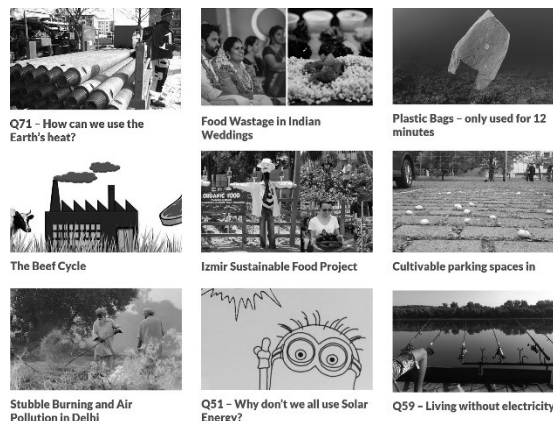 Q71 – How can we use the
Earth's heat?
Food Wastage in Indian
Weddings
Plastic Bags – only used for 12
minutes
The Beef Cycle
ORGANIC FOOD
Izmir Sustainable Food Project
Cultivable parking spaces in
Stubble Burning and Air
Pollution in Delhi
Q51 – Why don't we all use Solar
Energy?
Q59 – Living without electricity